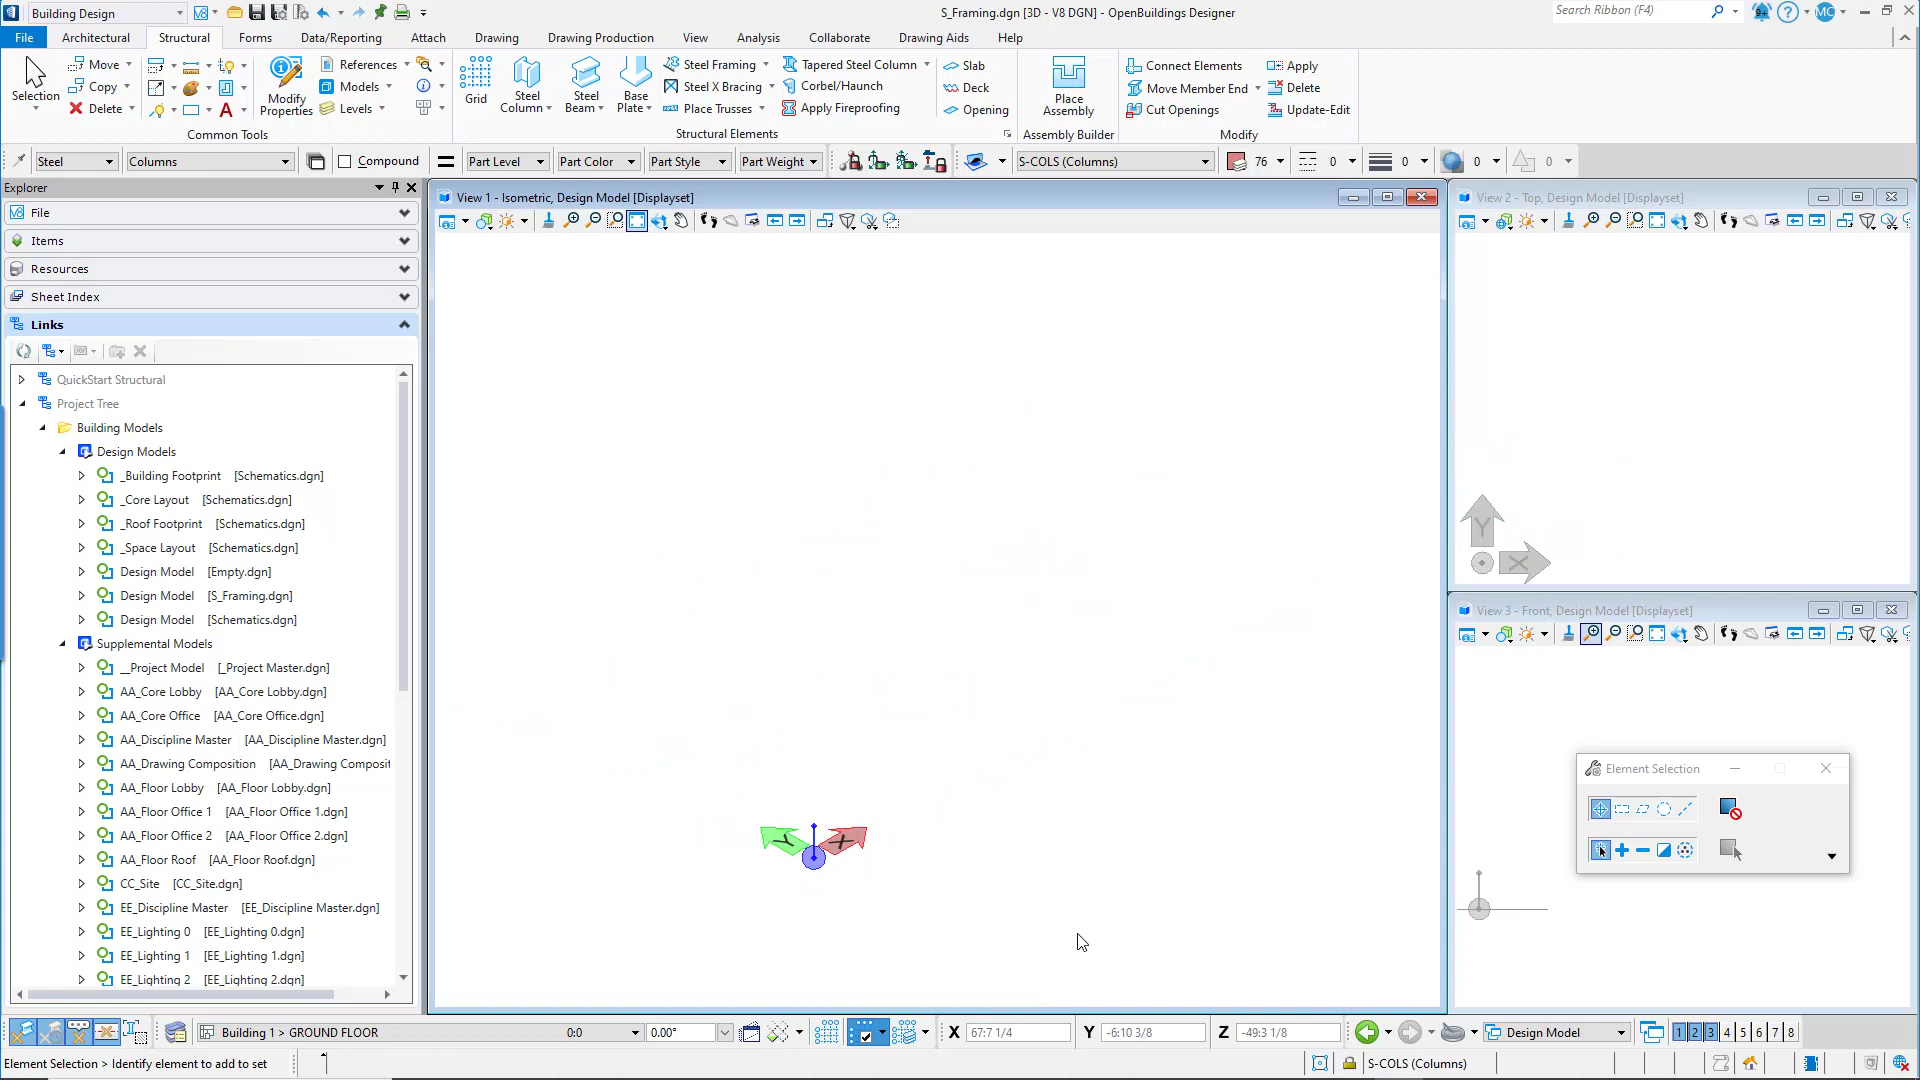 Building Design
S_Framing.dgn [3D - V8 DGN] - OpenBuildings Designer
Search Ribbon (F4)
MC
File
Architectural
Structural
Forms
Data/Reporting
Attach
Drawing
Drawing Production
View
Analysis
Collaborate
Drawing Aids
Help
Selection
Move
Copy
Delete
Modify Properties
References
Models
Levels
Common Tools
Grid
Steel Column
Steel Beam
Base Plate
Steel Framing
Steel X Bracing
Place Trusses
Tapered Steel Column
Corbel/Haunch
Apply Fireproofing
Slab
Deck
Opening
Structural Elements
Place Assembly
Assembly Builder
Connect Elements
Move Member End
Cut Openings
Apply
Delete
Update-Edit
Modify
Steel
Columns
Compound
Part Level
Part Color
Part Style
Part Weight
S-COLS (Columns)
76
0
0
0
0
Explorer
File
Items
Resources
Sheet Index
Links
QuickStart Structural
Project Tree
Building Models
Design Models
_Building Footprint [Schematics.dgn]
_Core Layout [Schematics.dgn]
_Roof Footprint [Schematics.dgn]
_Space Layout [Schematics.dgn]
Design Model [Empty.dgn]
Design Model [S_Framing.dgn]
Design Model [Schematics.dgn]
Supplemental Models
__Project Model [_Project Master.dgn]
AA_Core Lobby [AA_Core Lobby.dgn]
AA_Core Office [AA_Core Office.dgn]
AA_Discipline Master [AA_Discipline Master.dgn]
AA_Drawing Composition [AA_Drawing Composit
AA_Floor Lobby [AA_Floor Lobby.dgn]
AA_Floor Office 1 [AA_Floor Office 1.dgn]
AA_Floor Office 2 [AA_Floor Office 2.dgn]
AA_Floor Roof [AA_Floor Roof.dgn]
CC_Site [CC_Site.dgn]
EE_Discipline Master [EE_Discipline Master.dgn]
EE_Lighting 0 [EE_Lighting 0.dgn]
EE_Lighting 1 [EE_Lighting 1.dgn]
EE_Lighting 2 [EE_Lighting 2.dgn]
View 1 - Isometric, Design Model [Displayset]
Y X
View 2 - Top, Design Model [Displayset]
Y
X
View 3 - Front, Design Model [Displayset]
Element Selection
Building 1 > GROUND FLOOR 0:0
0.00°
X 67:7 1/4
Y -6:10 3/8
Z -49:3 1/8
Design Model
1 2 3 4 5 6 7 8
Element Selection > Identify element to add to set
S-COLS (Columns)